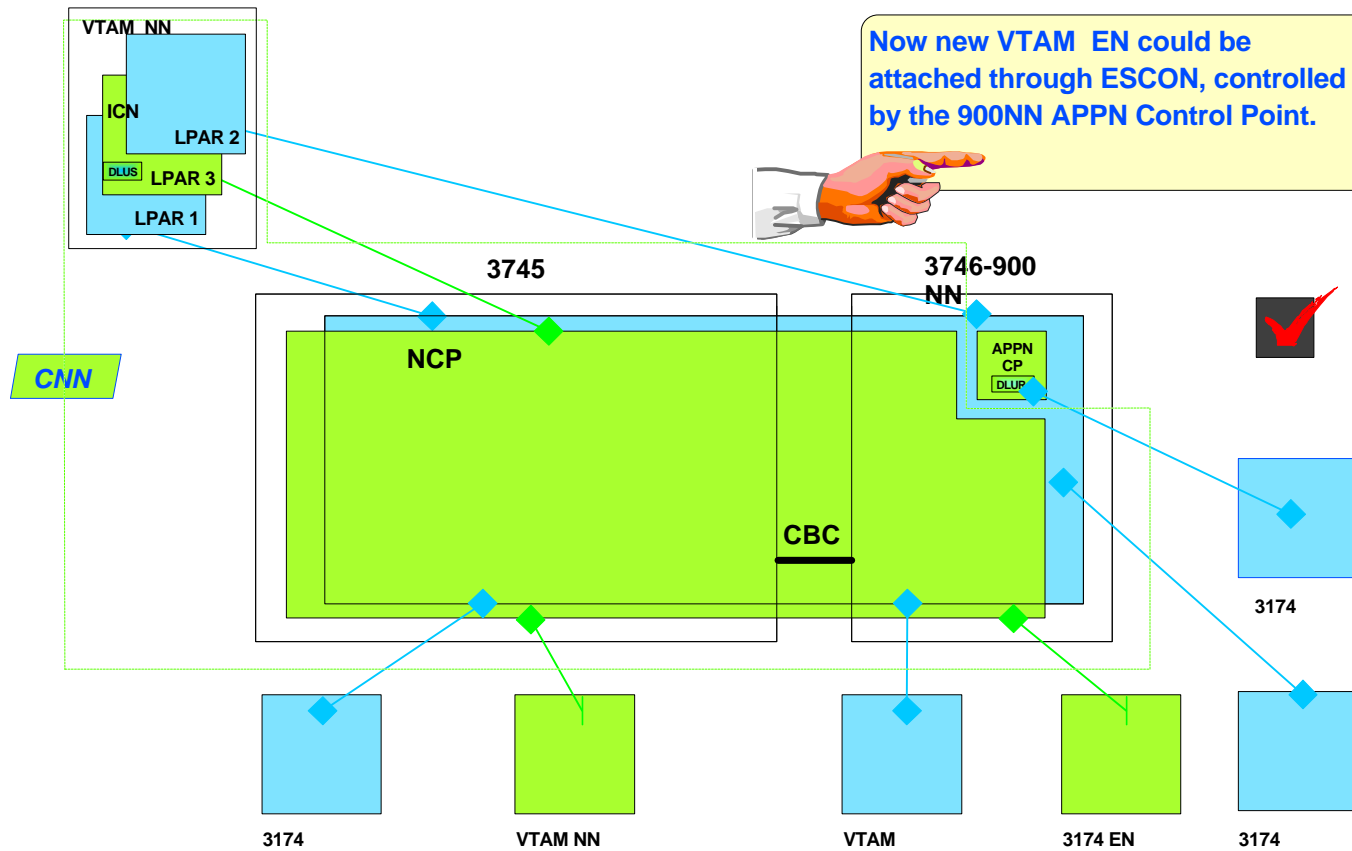 VTAM NN
ICN
LPAR 2
DLUS
LPAR 3
LPAR 1
Now new VTAM EN could be
attached through ESCON, controlled
by the 900NN APPN Control Point.
3745
3746-900
NN
CNN
NCP
APPN
CP
DLUR
CBC
3174
3174
VTAM NN
VTAM
3174 EN
3174